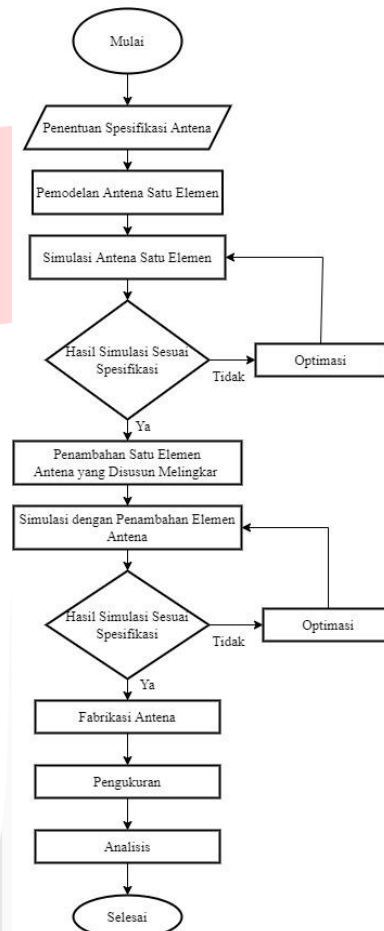 Mulai
Penentuan Spesifikasi Antena
Pemodelan Antena Satu Elemen
Simulasi Antena Satu Elemen
Hasil Simulasi Sesuai
Spesifikasi
Tidak
Optimasi
Ya
Penambahan Satu Elemen
Antena yang Disusun Melingkar
Simulasi dengan Penambahan Elemen
Antena
Hasil Simulasi Sesuai
Spesifikasi
Tidak
Optimasi
Ya
Fabrikasi Antena
Pengukuran
Analisis
Selesai